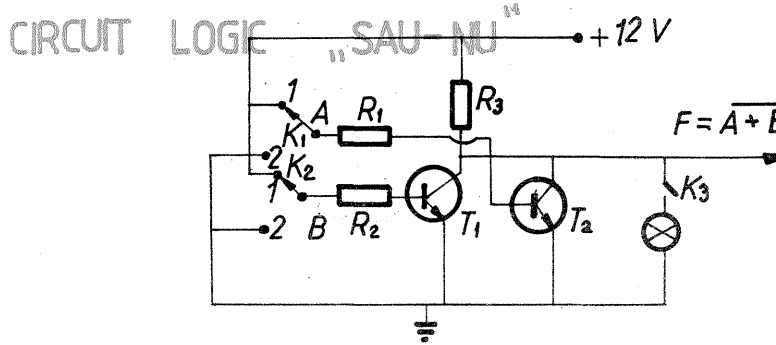 CIRCUIT LOGIC „SAU-NU"
+12 V
1
A
R1
R3
F = A+B
K1
2
K2
1
R2
T1
T2
K3
2
B